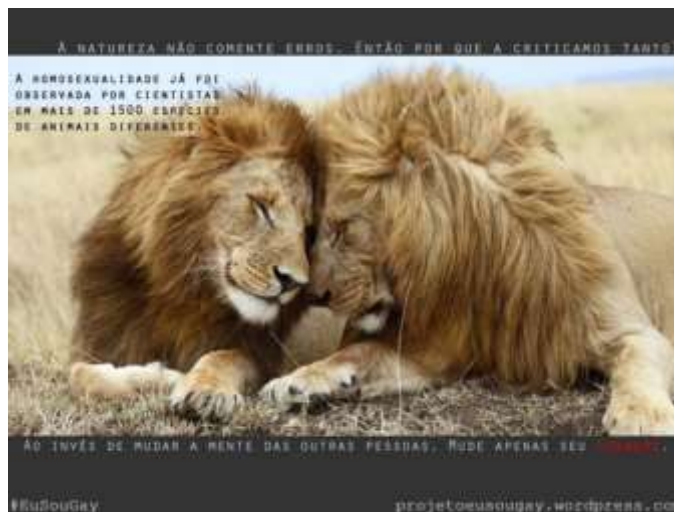 A NATUREZA NÃO COMENTE ERROS. ENTÃO POR QUE A CRITICAMOS TANTO
A HOMOSEXUALIDADE JÁ FOI
OBSERVADA POR CIENTISTAS
EM MAIS DE 1500 ESPÉCIES
DE ANIMAIS DIFERENTES.
AO INVÉS DE MUDAR A MENTE DAS OUTRAS PESSOAS. MUDE APENAS SEU
#EuSouGay
projetoeusougay.wordpress.co